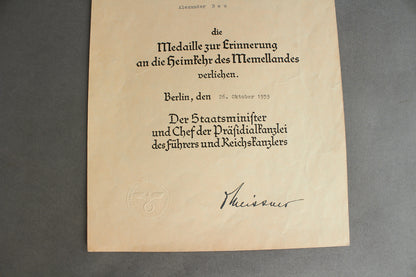 Alexander
die
Medaille zur Erinnerung
an die Heimkehr des Memellandes
verliehen.
Berlin, den 26. Oktober 1939
Der Staatsminister
und Chef der Präsidialkanzlei
des Führers und Reichskanzlers
Meissner